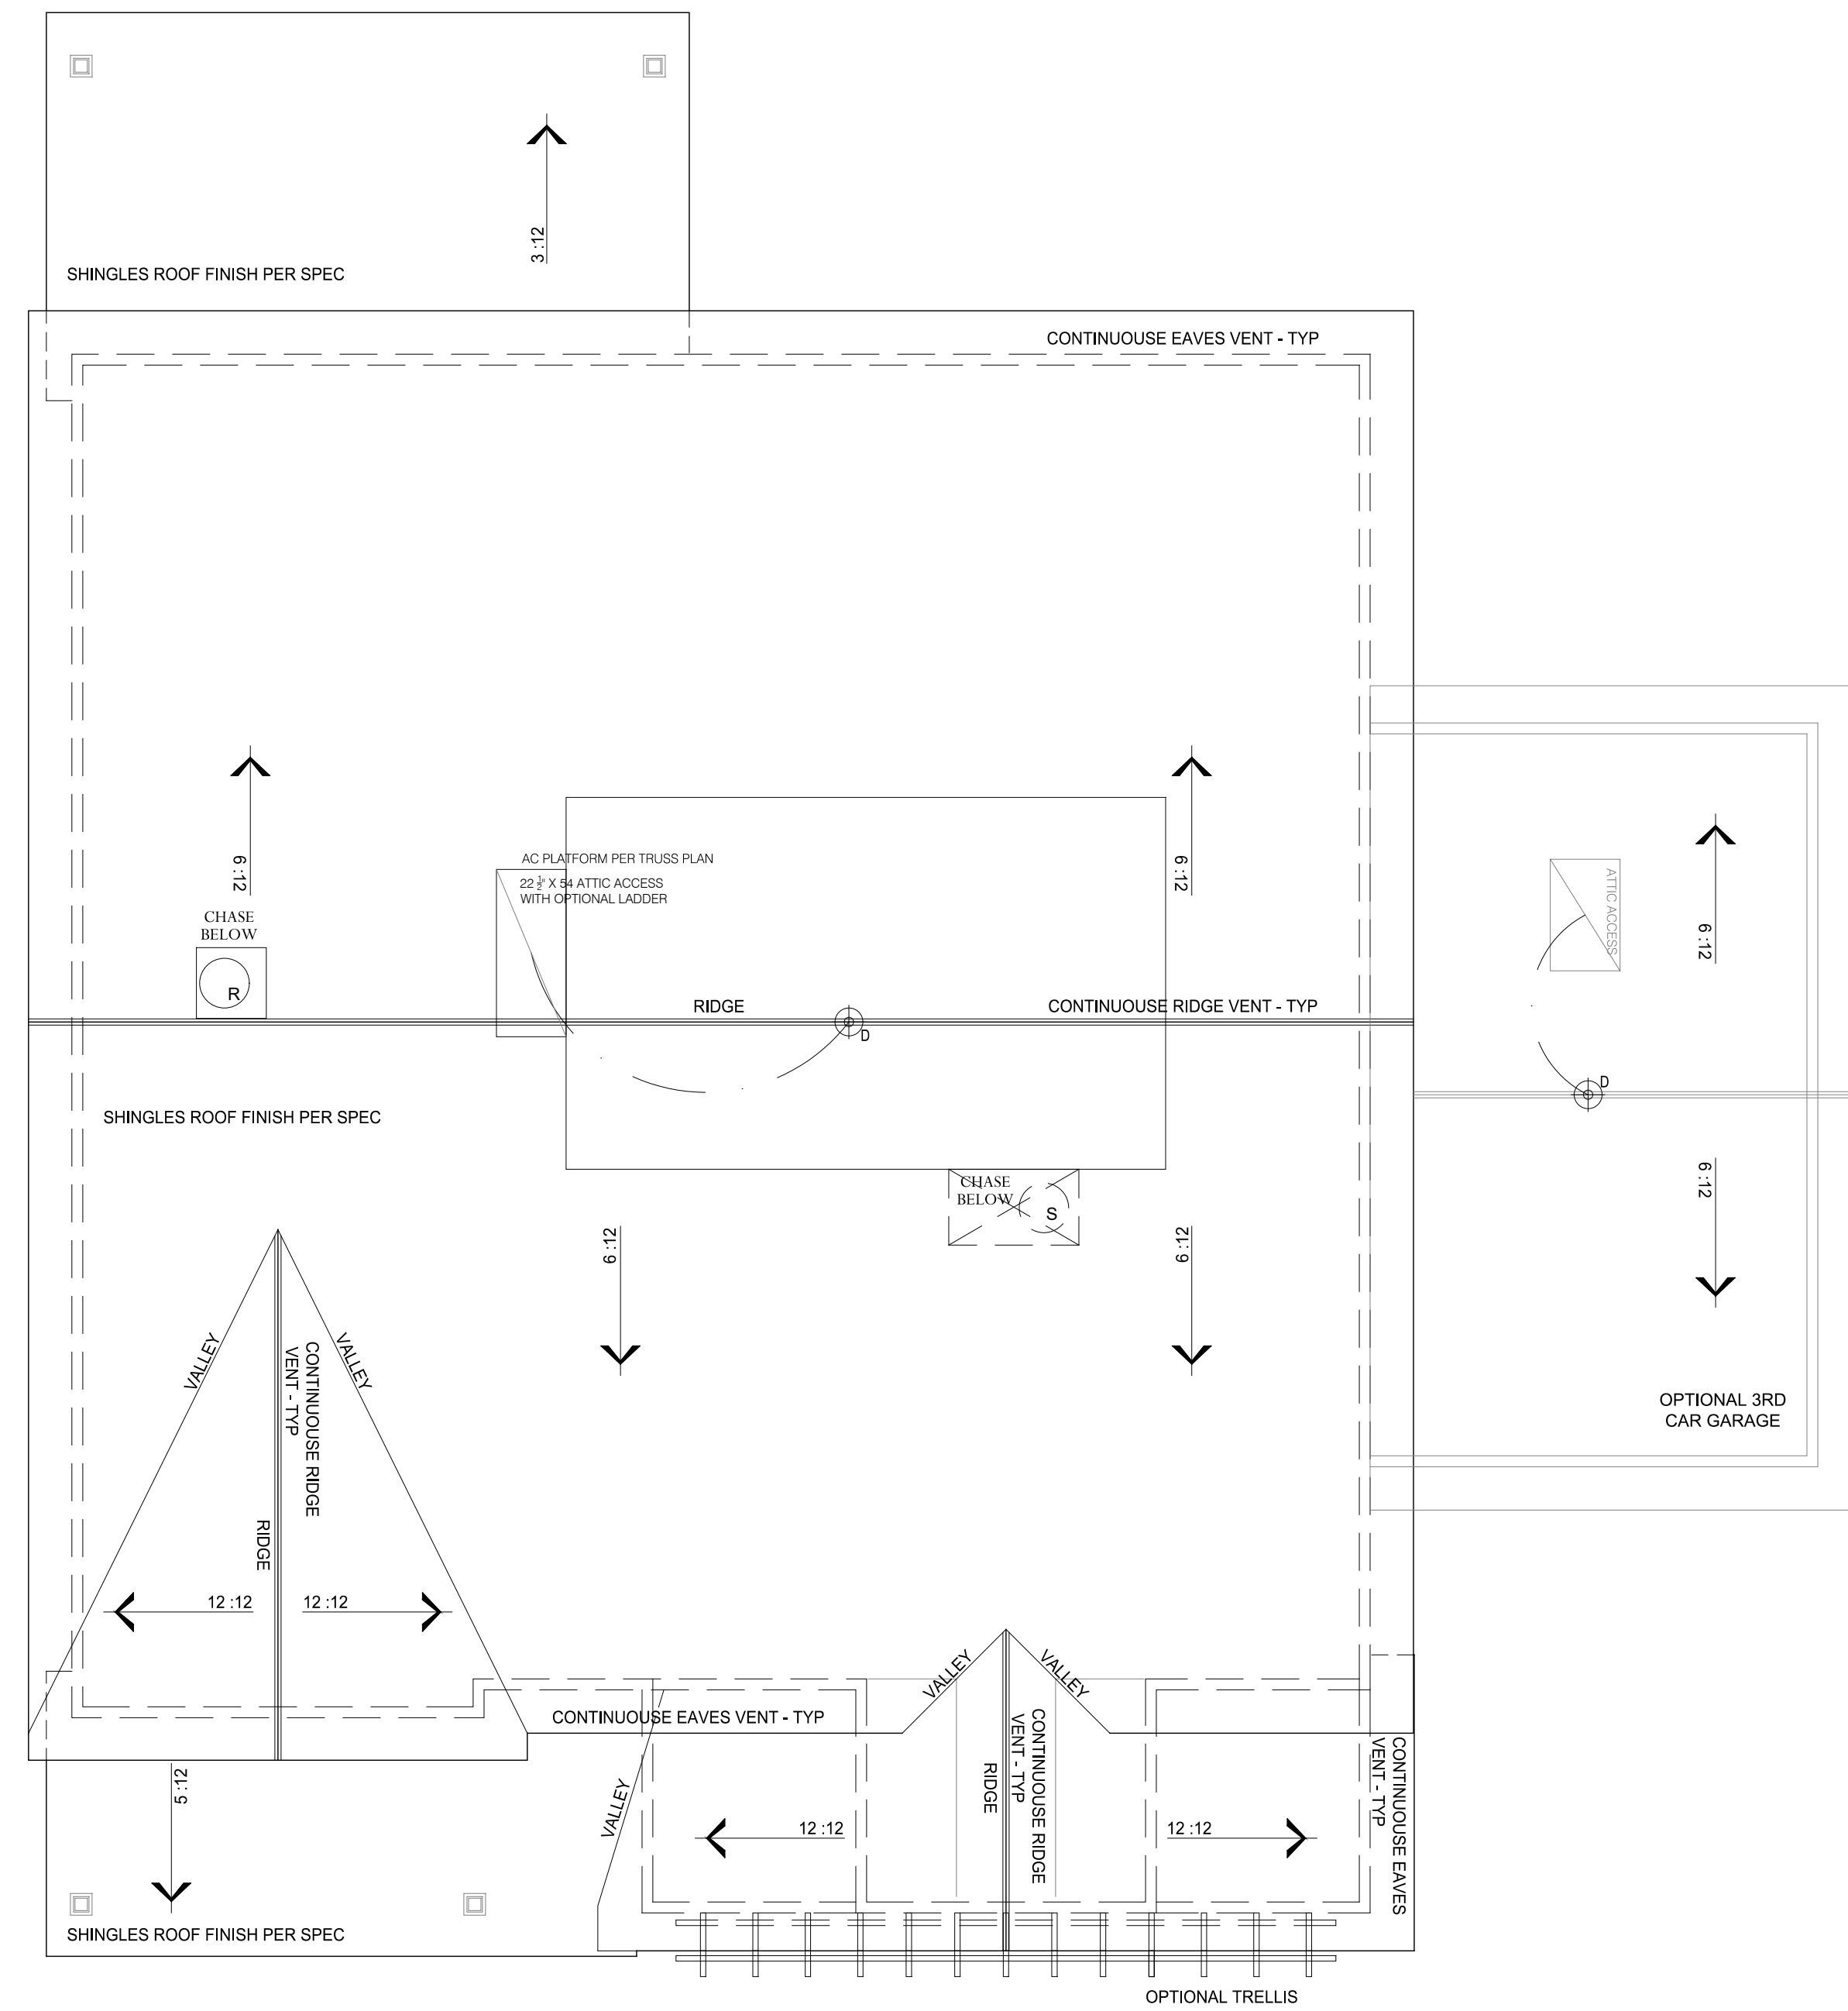 3 :12
SHINGLES ROOF FINISH PER SPEC
CONTINUOUSE EAVES VENT - TYP
6 :12
6 :12
AC PLATFORM PER TRUSS PLAN
22 ½" X 54 ATTIC ACCESS
WITH OPTIONAL LADDER
ATTIC ACCESS
6 :12
CHASE
BELOW
R
RIDGE
CONTINUOUSE RIDGE VENT - TYP
D
D
SHINGLES ROOF FINISH PER SPEC
CHASE
BELOW
S
6 :12
6 :12
6 :12
VALLEY
VALLEY
CONTINUOUSE RIDGE
VENT - TYP
RIDGE
OPTIONAL 3RD
CAR GARAGE
12 :12
12 :12
VALLEY
VALLEY
CONTINUOUSE EAVES VENT - TYP
CONTINUOUSE RIDGE
VENT - TYP
RIDGE
CONTINUOUSE EAVES
VENT - TYP
5 :12
VALLEY
12 :12
12 :12
SHINGLES ROOF FINISH PER SPEC
OPTIONAL TRELLIS